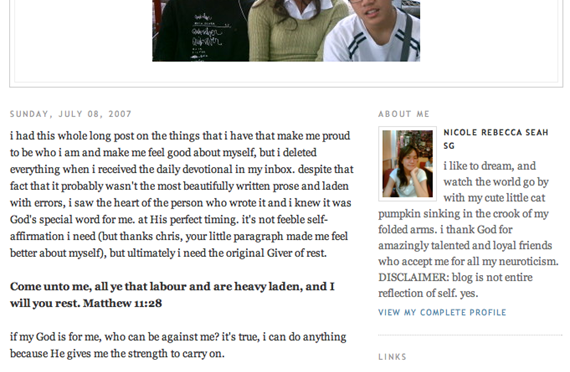 SUNDAY, JULY 08, 2007
i had this whole long post on the things that i have that make me proud
to be who i am and make me feel good about myself, but i deleted
everything when i received the daily devotional in my inbox. despite that
fact that it probably wasn't the most beautifully written prose and laden
with errors, i saw the heart of the person who wrote it and i knew it was
God's special word for me. at His perfect timing. it's not feeble self-
affirmation i need (but thanks chris, your little paragraph made me feel
better about myself), but ultimately i need the original Giver of rest.
Come unto me, all ye that labour and are heavy laden, and I
will you rest. Matthew 11:28
if my God is for me, who can be against me? it's true, i can do anything
because He gives me the strength to carry on.
ABOUT ME
NICOLE REBECCA SEAH
SG
i like to dream, and
watch the world go by
with my cute little cat
pumpkin sinking in the crook of my
folded arms. i thank God for
amazingly talented and loyal friends
who accept me for all my neuroticism.
DISCLAIMER: blog is not entire
reflection of self. yes.
VIEW MY COMPLETE PROFILE
LINKS